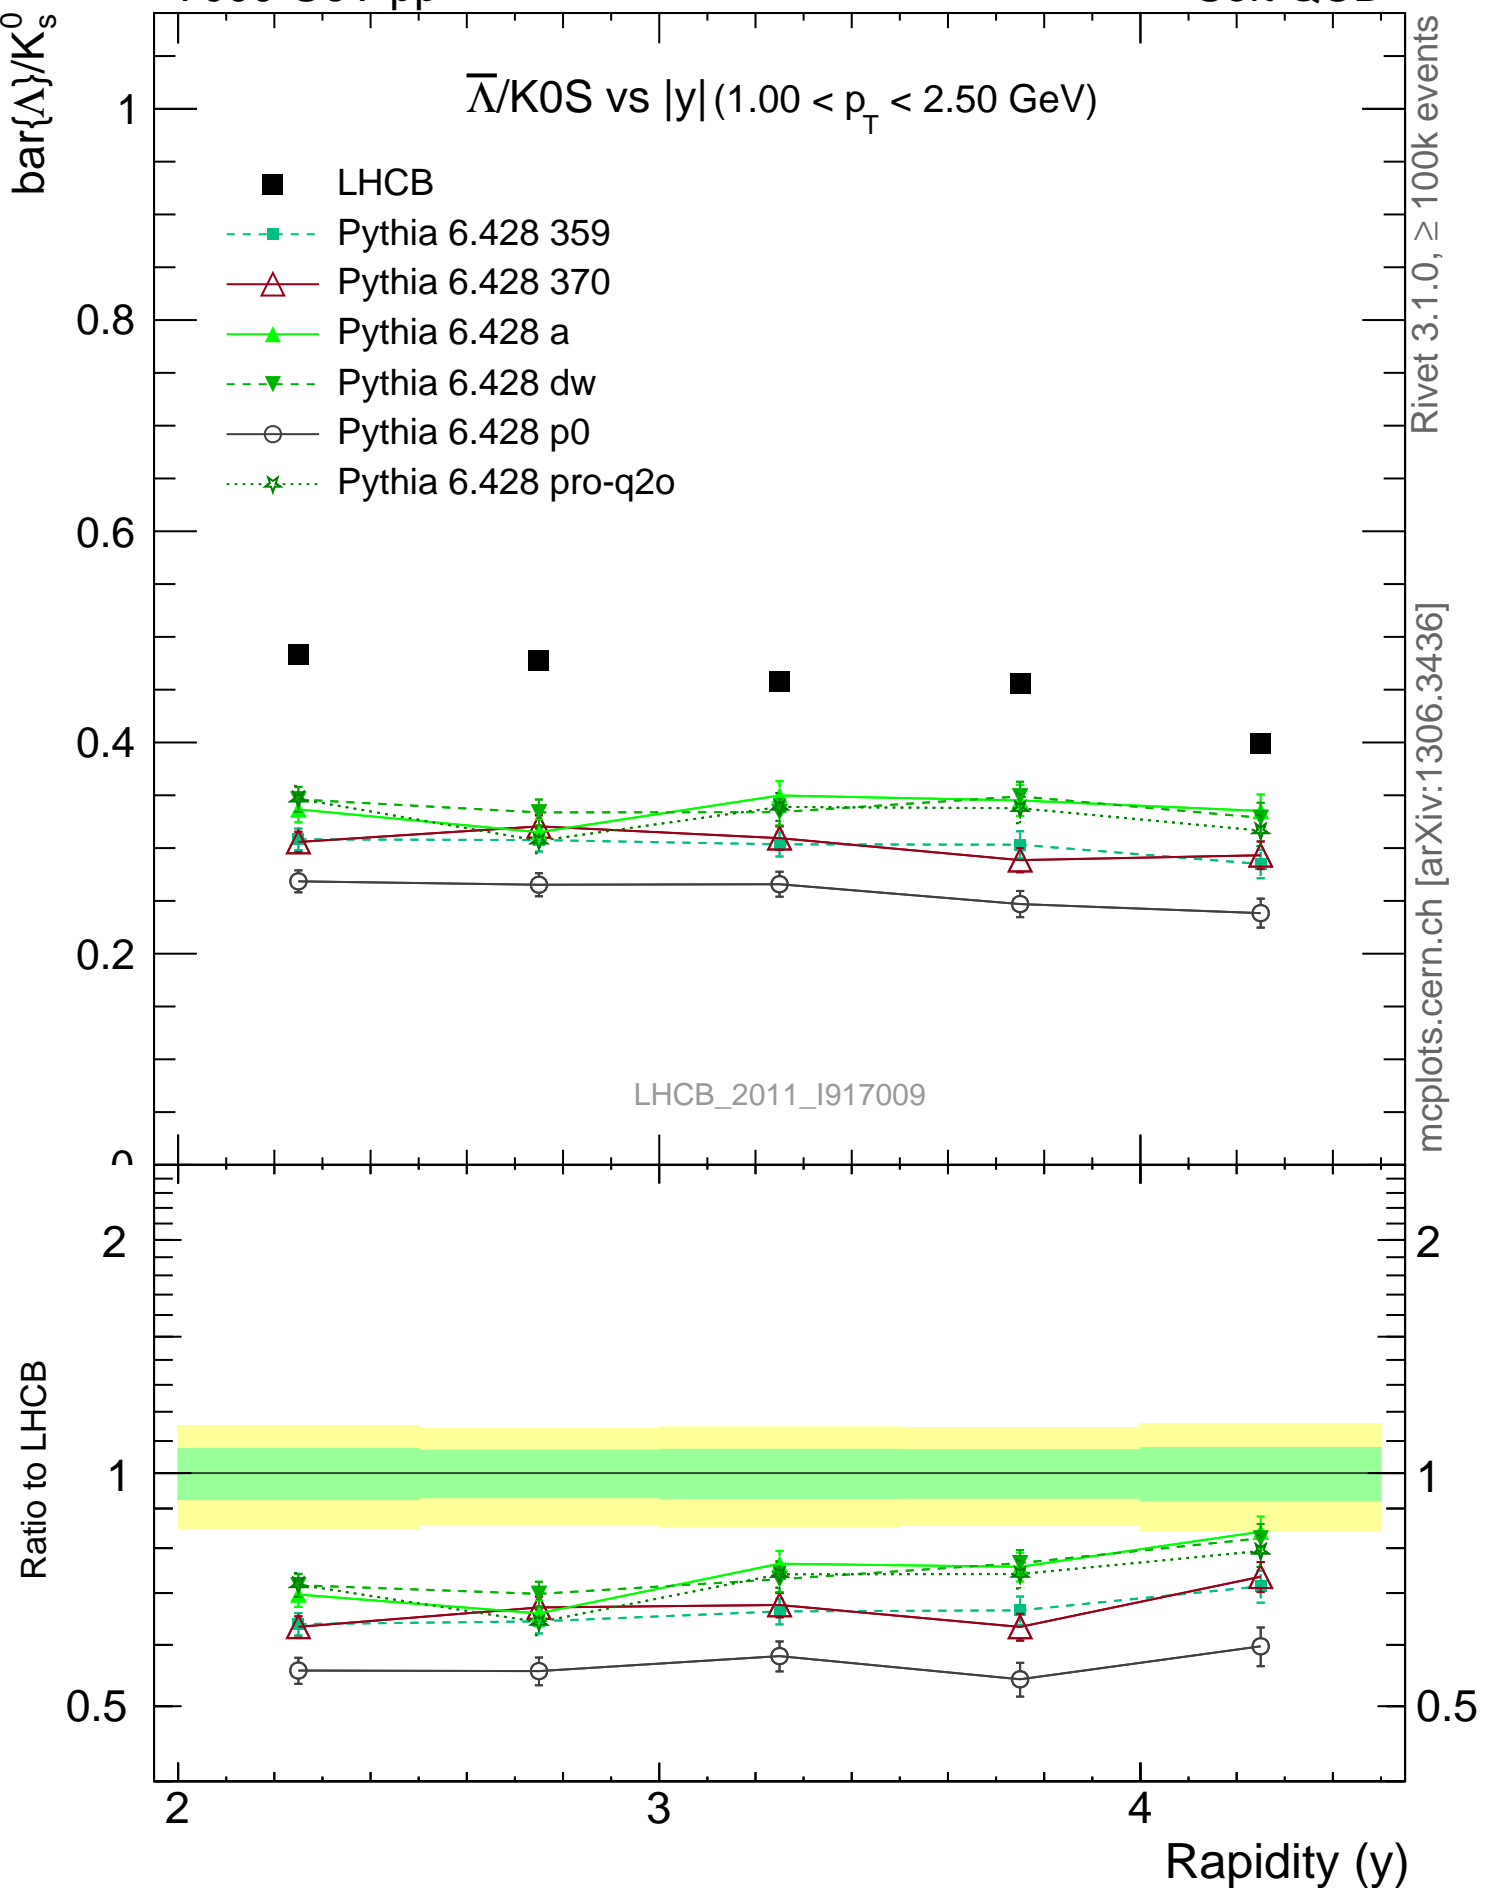 bar{Λ}/K_s^0
Λ̅/K0S vs |y| (1.00 < p_T < 2.50 GeV)
LHCB
Pythia 6.428 359
Pythia 6.428 370
Pythia 6.428 a
Pythia 6.428 dw
Pythia 6.428 p0
Pythia 6.428 pro-q2o
1
0.8
0.6
0.4
0.2
LHCB_2011_I917009
Rivet 3.1.0, ≥ 100k events
mcplots.cern.ch [arXiv:1306.3436]
Ratio to LHCB
2
1
0.5
2
1
0.5
2
3
4
Rapidity (y)